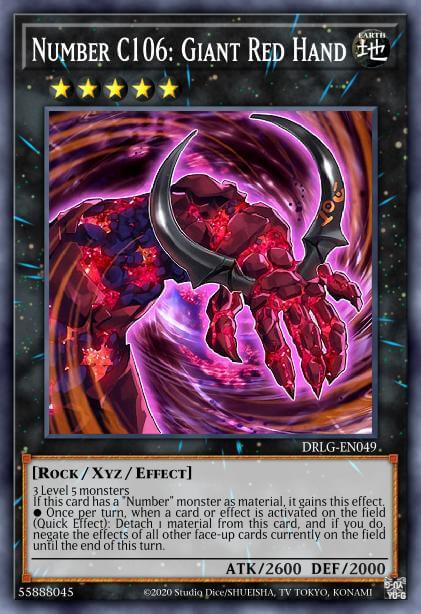 NUMBER C106: GIANT RED HAND
EARTH
地
106
DRLG-EN049
[ROCK / XYZ / EFFECT]
3 Level 5 monsters
If this card has a "Number" monster as material, it gains this effect.
● Once per turn, when a card or effect is activated on the field
(Quick Effect): Detach 1 material from this card, and if you do,
negate the effects of all other face-up cards currently on the field
until the end of this turn.
ATK/2600 DEF/2000
55888045
©2020 Studio Dice/SHUEISHA, TV TOKYO, KONAMI